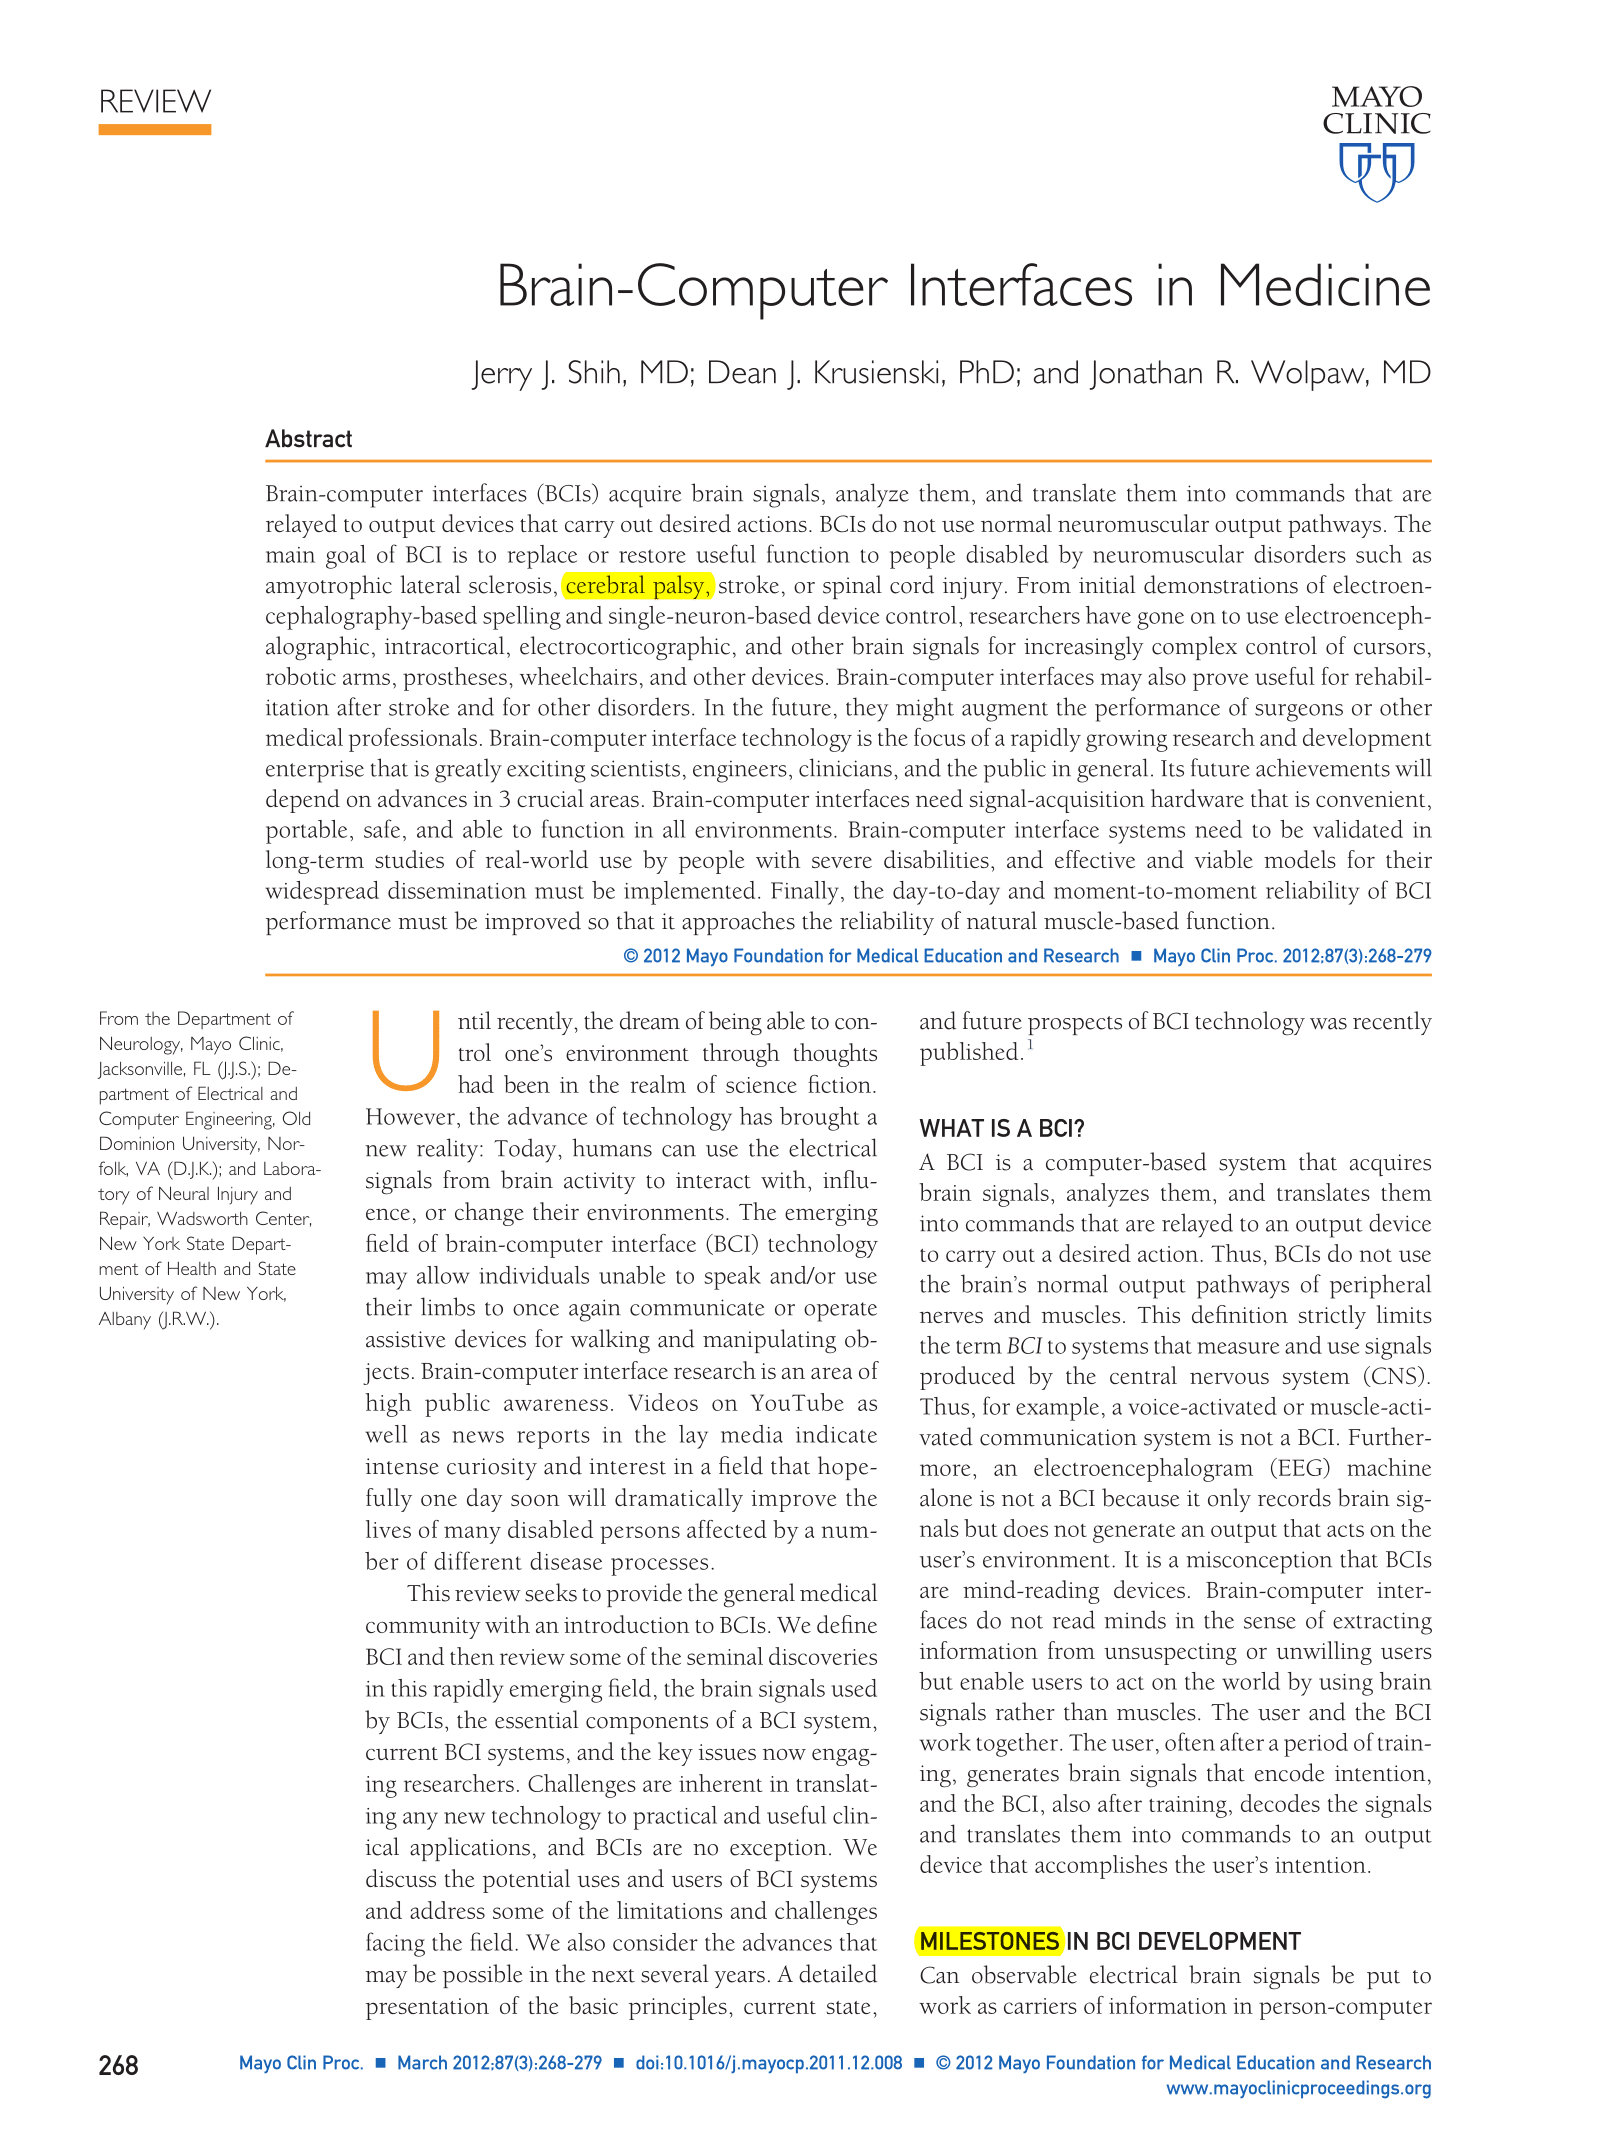 REVIEW
MAYO
CLINIC
Brain-Computer Interfaces in Medicine
Jerry J. Shih, MD; Dean J. Krusienski, PhD; and Jonathan R. Wolpaw, MD
Abstract
Brain-computer interfaces (BCIs) acquire brain signals, analyze them, and translate them into commands that are
relayed to output devices that carry out desired actions. BCIs do not use normal neuromuscular output pathways. The
main goal of BCI is to replace or restore useful function to people disabled by neuromuscular disorders such as
amyotrophic lateral sclerosis, cerebral palsy, stroke, or spinal cord injury. From initial demonstrations of electroen-
cephalography-based spelling and single-neuron-based device control, researchers have gone on to use electroenceph-
alographic, intracortical, electrocorticographic, and other brain signals for increasingly complex control of cursors,
robotic arms, prostheses, wheelchairs, and other devices. Brain-computer interfaces may also prove useful for rehabil-
itation after stroke and for other disorders. In the future, they might augment the performance of surgeons or other
medical professionals. Brain-computer interface technology is the focus of a rapidly growing research and development
enterprise that is greatly exciting scientists, engineers, clinicians, and the public in general. Its future achievements will
depend on advances in 3 crucial areas. Brain-computer interfaces need signal-acquisition hardware that is convenient,
portable, safe, and able to function in all environments. Brain-computer interface systems need to be validated in
long-term studies of real-world use by people with severe disabilities, and effective and viable models for their
widespread dissemination must be implemented. Finally, the day-to-day and moment-to-moment reliability of BCI
performance must be improved so that it approaches the reliability of natural muscle-based function.
© 2012 Mayo Foundation for Medical Education and Research ■ Mayo Clin Proc. 2012;87(3):268-279
From the Department of
Neurology, Mayo Clinic,
Jacksonville, FL (J.J.S.); De-
partment of Electrical and
Computer Engineering, Old
Dominion University, Nor-
folk, VA (D.J.K.); and Labora-
tory of Neural Injury and
Repair, Wadsworth Center,
New York State Depart-
ment of Health and State
University of New York,
Albany (J.R.W.).
Until recently, the dream of being able to con-
trol one's environment through thoughts
had been in the realm of science fiction.
However, the advance of technology has brought a
new reality: Today, humans can use the electrical
signals from brain activity to interact with, influ-
ence, or change their environments. The emerging
field of brain-computer interface (BCI) technology
may allow individuals unable to speak and/or use
their limbs to once again communicate or operate
assistive devices for walking and manipulating ob-
jects. Brain-computer interface research is an area of
high public awareness. Videos on YouTube as
well as news reports in the lay media indicate
intense curiosity and interest in a field that hope-
fully one day soon will dramatically improve the
lives of many disabled persons affected by a num-
ber of different disease processes.
This review seeks to provide the general medical
community with an introduction to BCIs. We define
BCI and then review some of the seminal discoveries
in this rapidly emerging field, the brain signals used
by BCIs, the essential components of a BCI system,
current BCI systems, and the key issues now engag-
ing researchers. Challenges are inherent in translat-
ing any new technology to practical and useful clin-
ical applications, and BCIs are no exception. We
discuss the potential uses and users of BCI systems
and address some of the limitations and challenges
facing the field. We also consider the advances that
may be possible in the next several years. A detailed
presentation of the basic principles, current state,
and future prospects of BCI technology was recently
published.1
WHAT IS A BCI?
A BCI is a computer-based system that acquires
brain signals, analyzes them, and translates them
into commands that are relayed to an output device
to carry out a desired action. Thus, BCIs do not use
the brain's normal output pathways of peripheral
nerves and muscles. This definition strictly limits
the term BCI to systems that measure and use signals
produced by the central nervous system (CNS).
Thus, for example, a voice-activated or muscle-acti-
vated communication system is not a BCI. Further-
more, an electroencephalogram (EEG) machine
alone is not a BCI because it only records brain sig-
nals but does not generate an output that acts on the
user's environment. It is a misconception that BCIs
are mind-reading devices. Brain-computer inter-
faces do not read minds in the sense of extracting
information from unsuspecting or unwilling users
but enable users to act on the world by using brain
signals rather than muscles. The user and the BCI
work together. The user, often after a period of train-
ing, generates brain signals that encode intention,
and the BCI, also after training, decodes the signals
and translates them into commands to an output
device that accomplishes the user's intention.
MILESTONES IN BCI DEVELOPMENT
Can observable electrical brain signals be put to
work as carriers of information in person-computer
268
Mayo Clin Proc. ■ March 2012;87(3):268-279 ■ doi:10.1016/j.mayocp.2011.12.008 ■ © 2012 Mayo Foundation for Medical Education and Research
www.mayoclinicproceedings.org